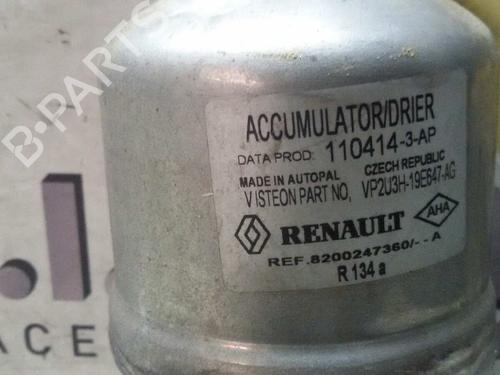 B-PARTS
ACCUMULATOR/DRIER
DATA PROD: 110414-3-AP
MADE IN AUTOPAL CZECH REPUBLIC
VISTEON PART NO, VP2U3H-19E647-AG
RENAULT AHA
REF.8200247360/--A
R 134 a